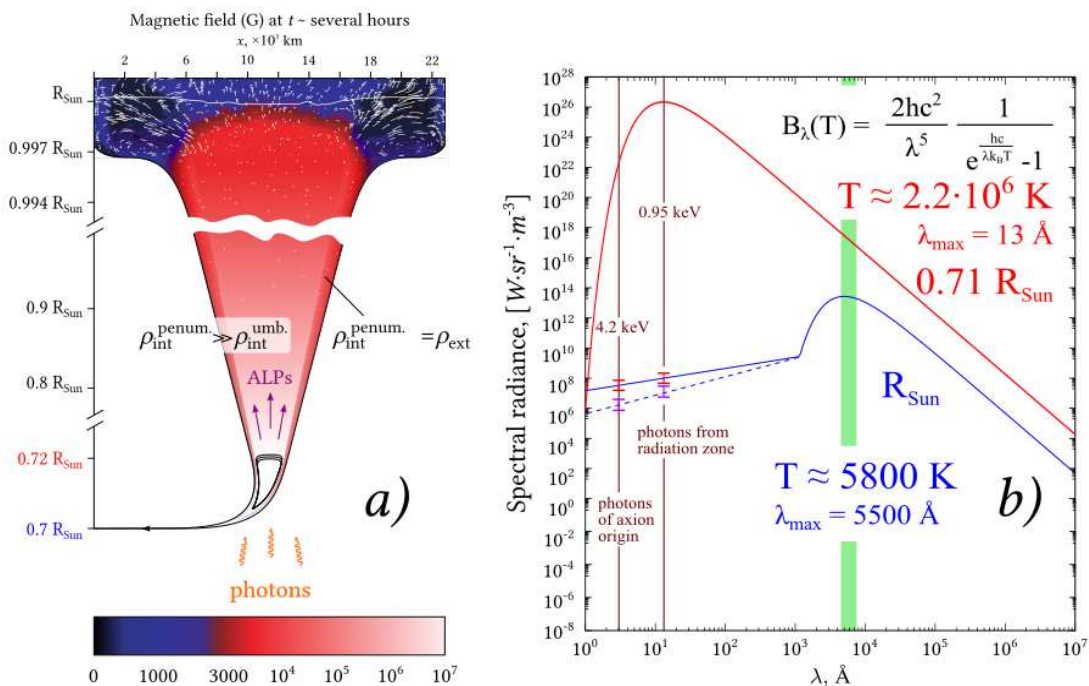 Magnetic field (G) at t ~ several hours
x, ×10³ km
2 6 10 14 18 22
R_Sun
0.997 R_Sun
0.994 R_Sun
0.9 R_Sun
0.8 R_Sun
0.72 R_Sun
0.7 R_Sun
ρ_int^penum. ≫ ρ_int^umb.
ρ_int^penum. = ρ_ext
ALPs
a)
photons
0 1000 3000 10⁴ 10⁵ 10⁶ 10⁷
Spectral radiance, [W·sr⁻¹·m⁻³]
10²⁸
10²⁶
10²⁴
10²²
10²⁰
10¹⁸
10¹⁶
10¹⁴
10¹²
10¹⁰
10⁸
10⁶
10⁴
10²
10⁰
10⁻²
10⁻⁴
10⁻⁶
10⁻⁸
B_λ(T) = 2hc²/λ⁵ 1/(e^(hc/λk_BT) -1)
T ≈ 2.2·10⁶ K
λ_max = 13 Å
0.71 R_Sun
0.95 keV
4.2 keV
R_Sun
photons from
radiation zone
T ≈ 5800 K
λ_max = 5500 Å
photons
of axion
origin
b)
10⁰ 10¹ 10² 10³ 10⁴ 10⁵ 10⁶ 10⁷
λ, Å